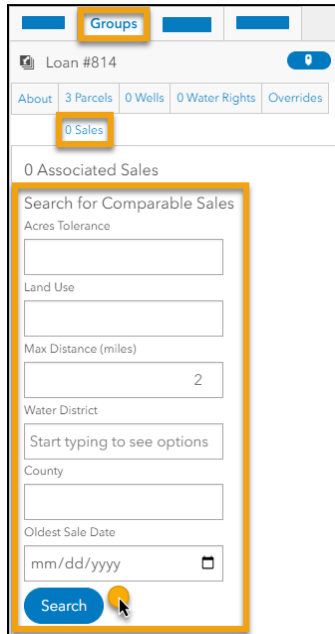 Groups
Loan #814
About 3 Parcels 0 Wells 0 Water Rights Overrides
0 Sales
0 Associated Sales
Search for Comparable Sales
Acres Tolerance
Land Use
Max Distance (miles)
2
Water District
Start typing to see options
County
Oldest Sale Date
mm/dd/yyyy
Search